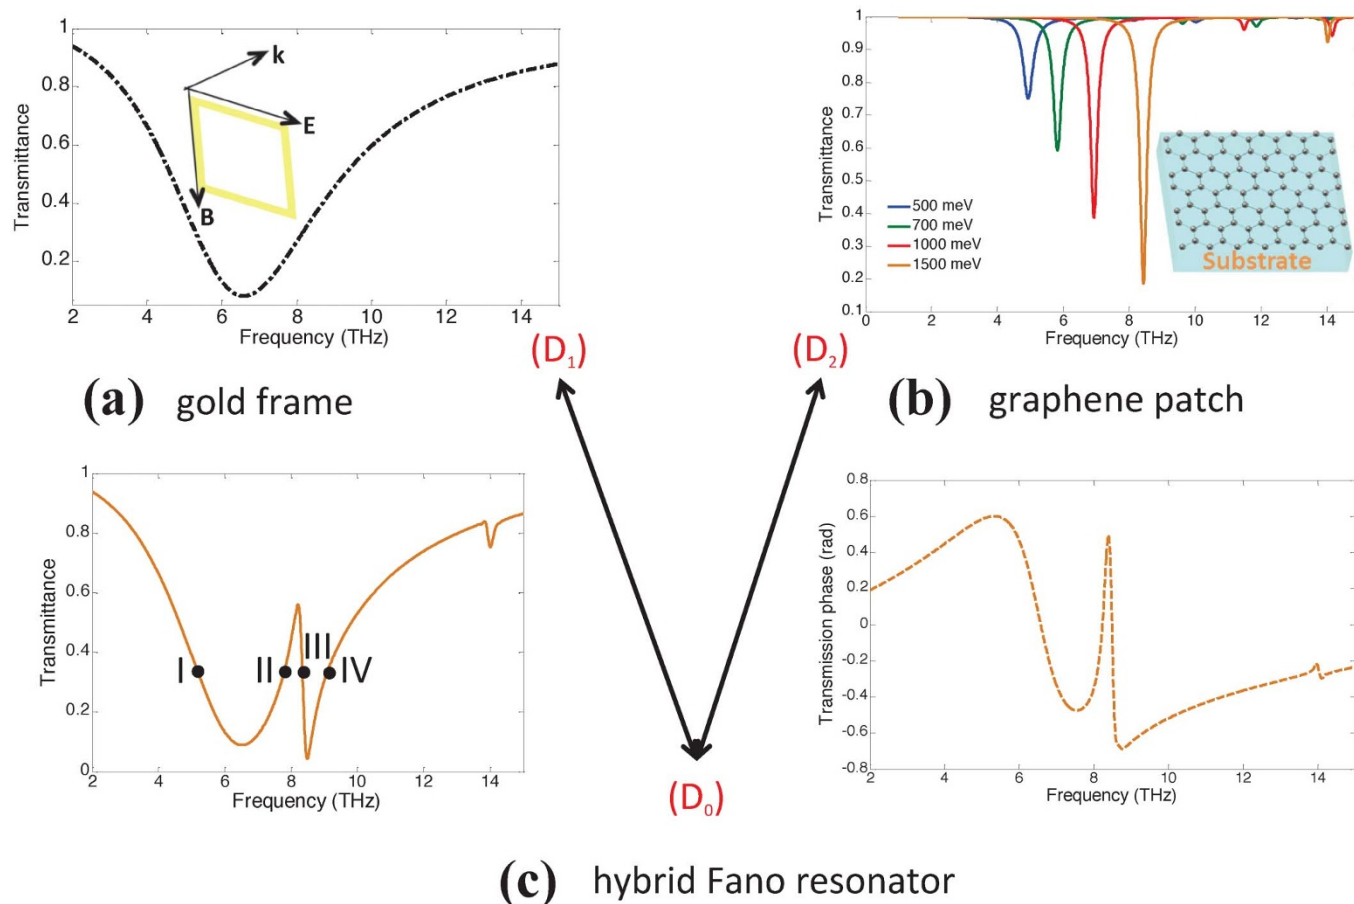 1
0.8
0.6
0.4
0.2
Transmittance
k
E
B
2 4 6 8 10 12 14
Frequency (THz)
(D1)
(a) gold frame
1
0.9
0.8
0.7
0.6
0.5
0.4
0.3
0.2
0.1
Transmittance
500 meV
700 meV
1000 meV
1500 meV
Substrate
0 2 4 6 8 10 12 14
Frequency (THz)
(D2)
(b) graphene patch
1
0.8
0.6
0.4
0.2
0
Transmittance
I II III IV
2 4 6 8 10 12 14
Frequency (THz)
0.8
0.6
0.4
0.2
0
-0.2
-0.4
-0.6
-0.8
Transmission phase (rad)
2 4 6 8 10 12 14
Frequency (THz)
(D0)
(c) hybrid Fano resonator